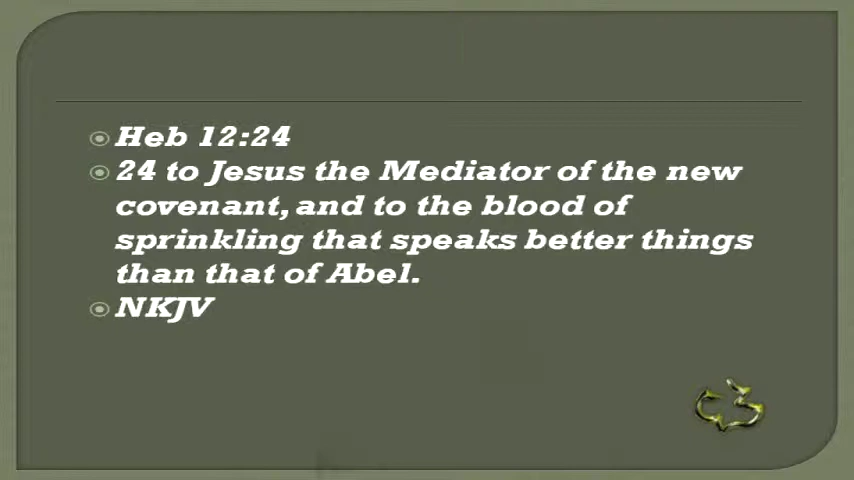 Heb 12:24
24 to Jesus the Mediator of the new
covenant, and to the blood of
sprinkling that speaks better things
than that of Abel.
NKJV
C3